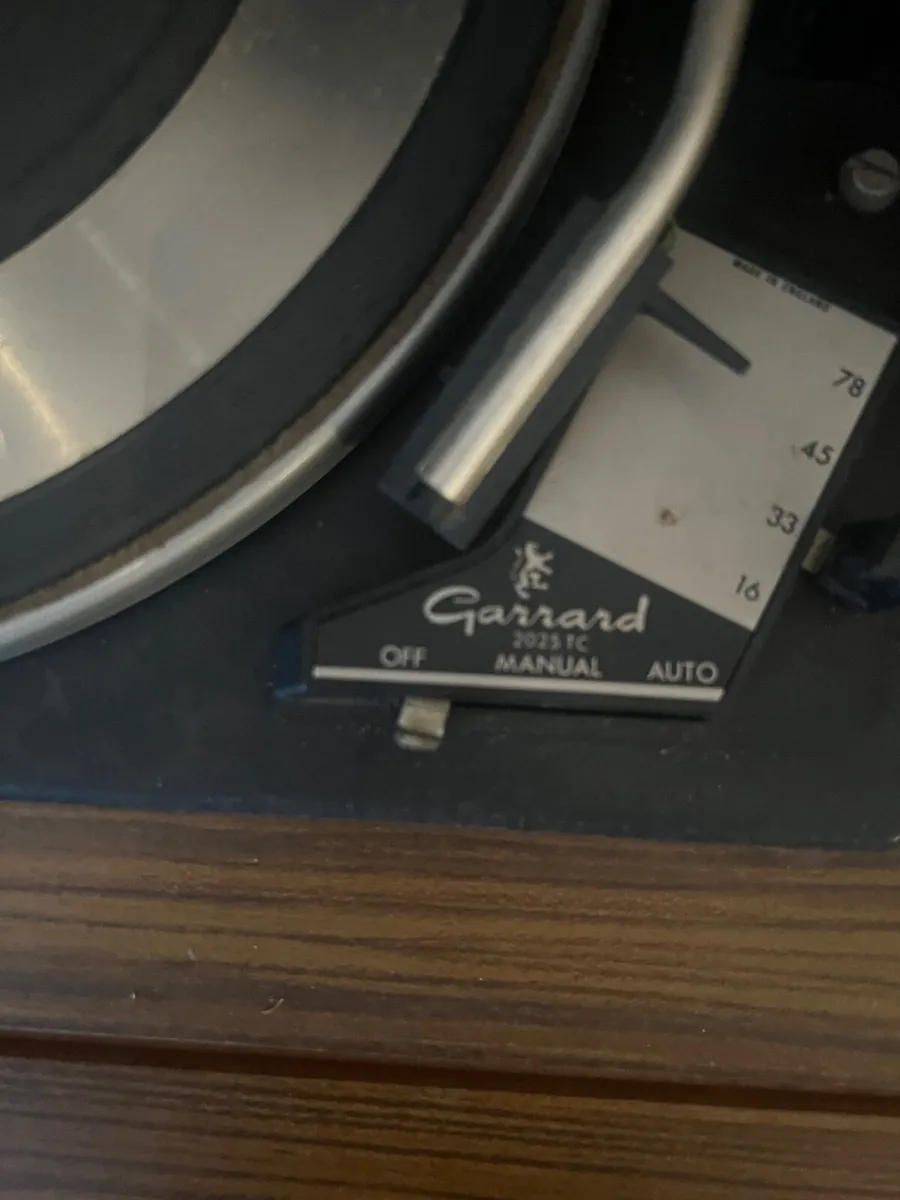 MADE IN ENGLAND
78
45
33
16
Garrard
2025 TC
OFF MANUAL AUTO